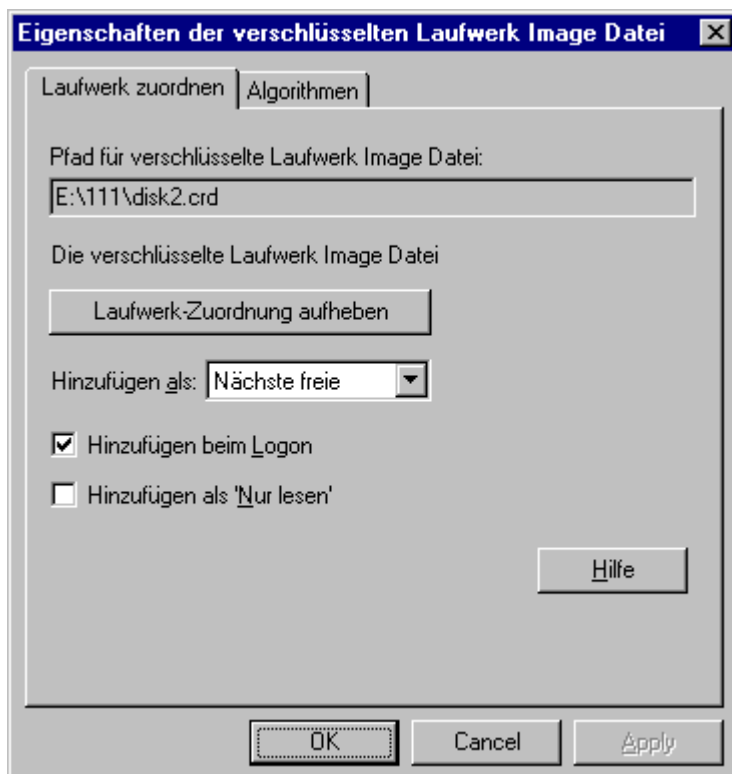 Eigenschaften der verschlüsselten Laufwerk Image Datei
Laufwerk zuordnen
Algorithmen
Pfad für verschlüsselte Laufwerk Image Datei:
E:\111\disk2.crd
Die verschlüsselte Laufwerk Image Datei
Laufwerk-Zuordnung aufheben
Hinzufügen als: Nächste freie
Hinzufügen beim Logon
Hinzufügen als 'Nur lesen'
Hilfe
OK
Cancel
Apply